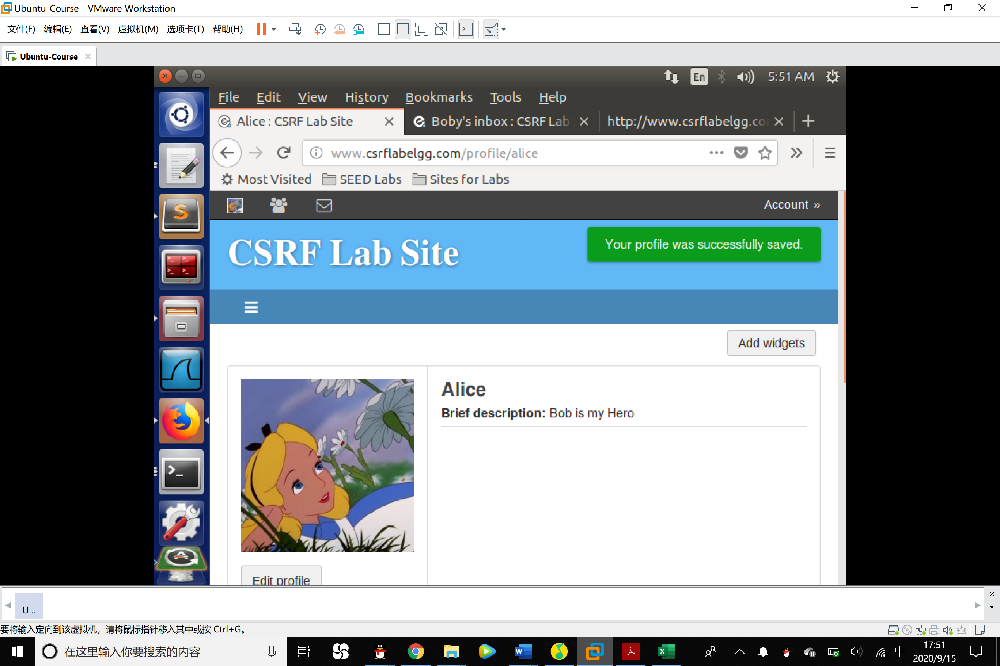 Ubuntu-Course - VMware Workstation
文件(F) 编辑(E) 查看(V) 虚拟机(M) 选项卡(T) 帮助(H)
Ubuntu-Course
En 5:51 AM
File Edit View History Bookmarks Tools Help
Alice : CSRF Lab Site Boby's inbox : CSRF Lab http://www.csrflabelgg.co
www.csrflabelgg.com/profile/alice
Most Visited SEED Labs Sites for Labs
Account »
CSRF Lab Site
Your profile was successfully saved.
Add widgets
Alice
Brief description: Bob is my Hero
Edit profile
U...
要将输入定向到该虚拟机，请将鼠标指针移入其中或按 Ctrl+G。
在这里输入你要搜索的内容
中
17:51
2020/9/15